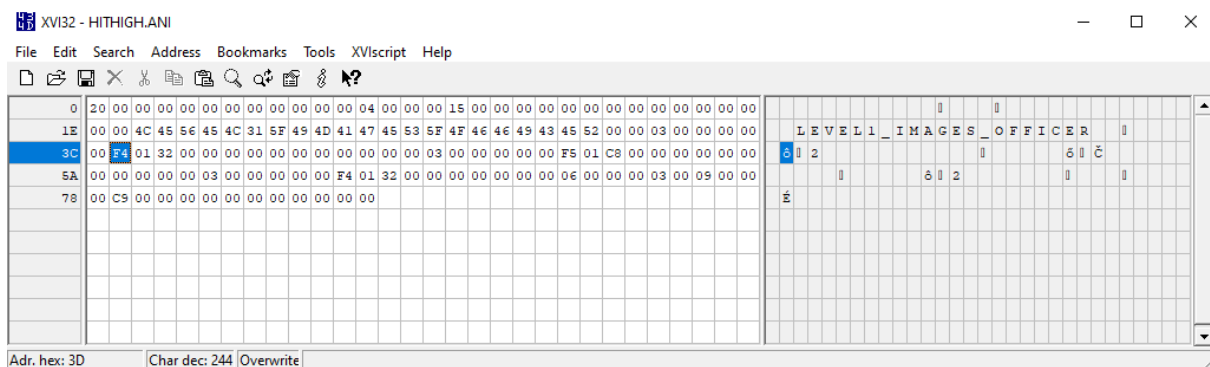 XVI32 - HITHIGH.ANI
File Edit Search Address Bookmarks Tools XVIscript Help
0 20 00 00 00 00 00 00 00 00 00 00 00 04 00 00 00 15 00 00 00 00 00 00 00 00 00 00 00 00 00
1E 00 00 4C 45 56 45 4C 31 5F 49 4D 41 47 45 53 5F 4F 46 46 49 43 45 52 00 00 03 00 00 00 00 L E V E L 1 _ I M A G E S _ O F F I C E R
3C 00 F4 01 32 00 00 00 00 00 00 00 00 00 00 00 03 00 00 00 00 00 F5 01 C8 00 00 00 00 00 00 ô 2 ő Č
5A 00 00 00 00 00 03 00 00 00 00 00 F4 01 32 00 00 00 00 00 00 00 06 00 00 00 03 00 09 00 00 ô 2
78 00 C9 00 00 00 00 00 00 00 00 00 00 00 É
Adr. hex: 3D Char dec: 244 Overwrite